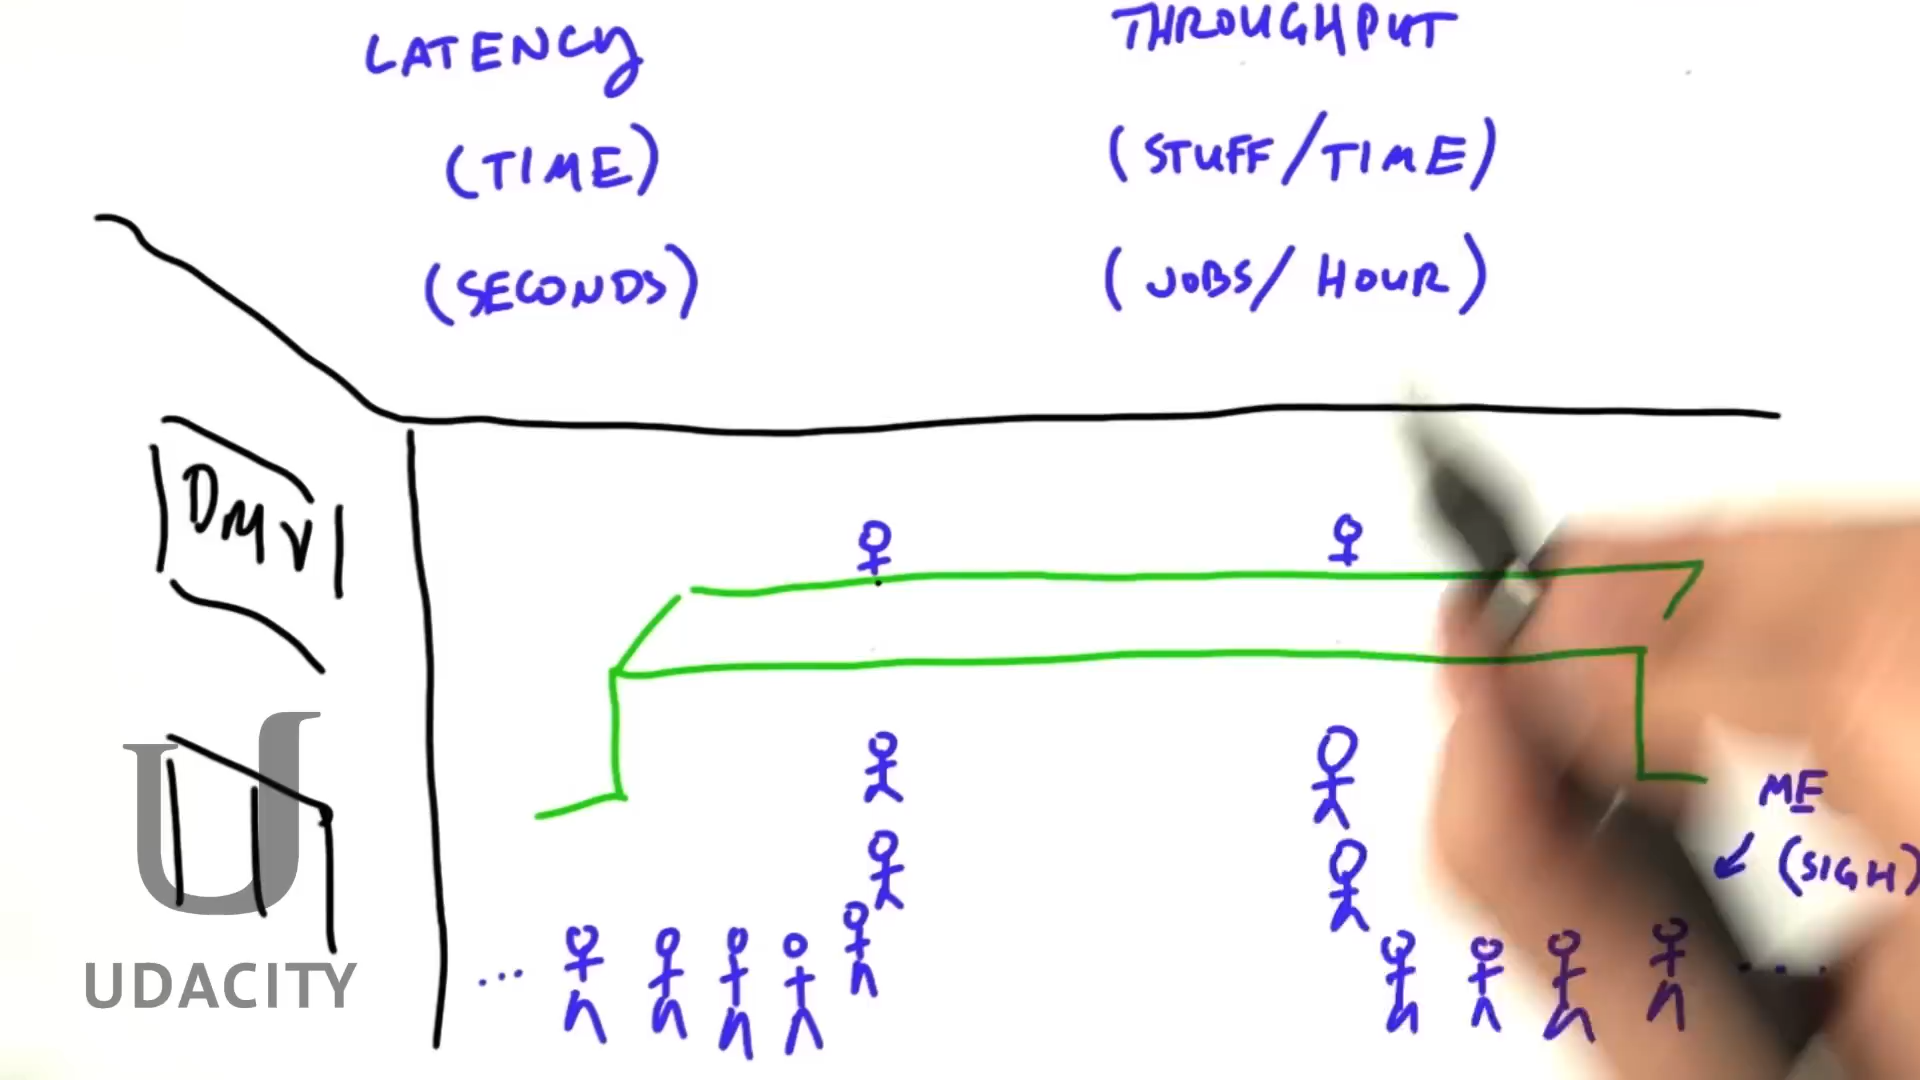 LATENCY
(TIME)
(SECONDS)
THROUGHPUT
(STUFF/TIME)
(JOBS/HOUR)
DMV
ME
(SIGH)
...
...
U
UDACITY